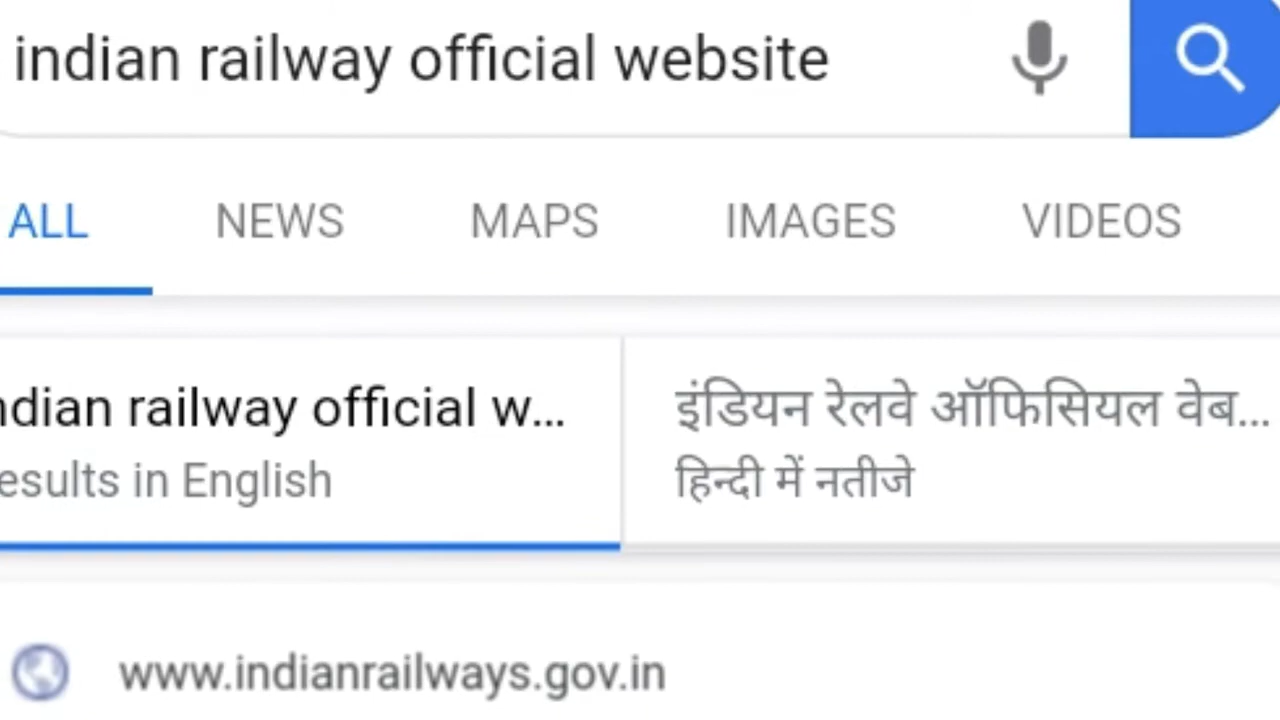 indian railway official website
ALL NEWS MAPS IMAGES VIDEOS
ndian railway official w... इंडियन रेलवे ऑफिसियल वेब...
esults in English हिन्दी में नतीजे
www.indianrailways.gov.in